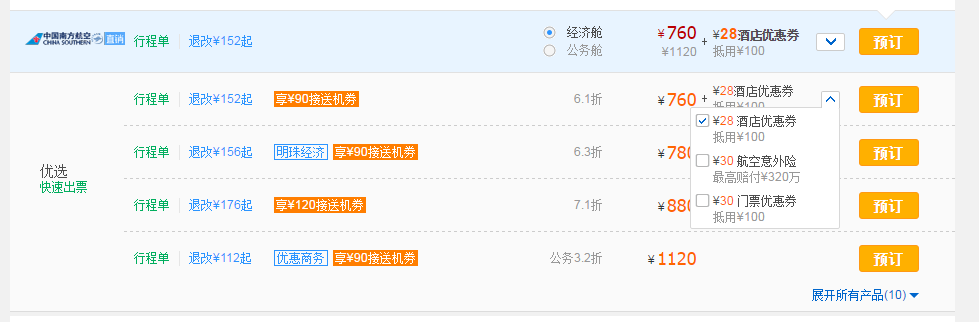 中国南方航空 CHINA SOUTHERN 直销 行程单 退改¥152起 经济舱 ¥760 + ¥28酒店优惠券 预订
公务舱 ¥1120 抵用¥100
行程单 退改¥152起 享¥90接送机券 6.1折 ¥760 + ¥28酒店优惠券 预订
抵用¥100
¥28 酒店优惠券
抵用¥100
行程单 退改¥156起 明珠经济 享¥90接送机券 6.3折 ¥780 预订
¥30 航空意外险
最高赔付¥320万
优选
快速出票
行程单 退改¥176起 享¥120接送机券 7.1折 ¥880 预订
¥30 门票优惠券
抵用¥100
行程单 退改¥112起 优惠商务 享¥90接送机券 公务3.2折 ¥1120 预订
展开所有产品(10)